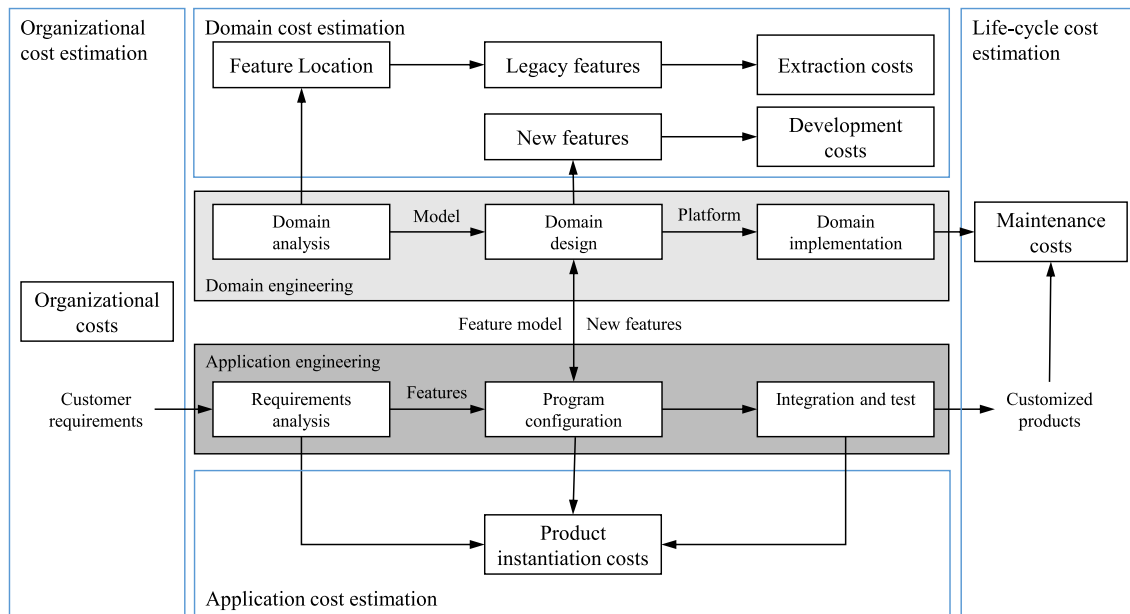 Organizational
cost estimation
Domain cost estimation
Life-cycle cost
estimation
Feature Location
Legacy features
Extraction costs
New features
Development
costs
Domain
analysis
Model
Domain
design
Platform
Domain
implementation
Maintenance
costs
Domain engineering
Organizational
costs
Feature model
New features
Application engineering
Customer
requirements
Requirements
analysis
Features
Program
configuration
Integration and test
Customized
products
Product
instantiation costs
Application cost estimation